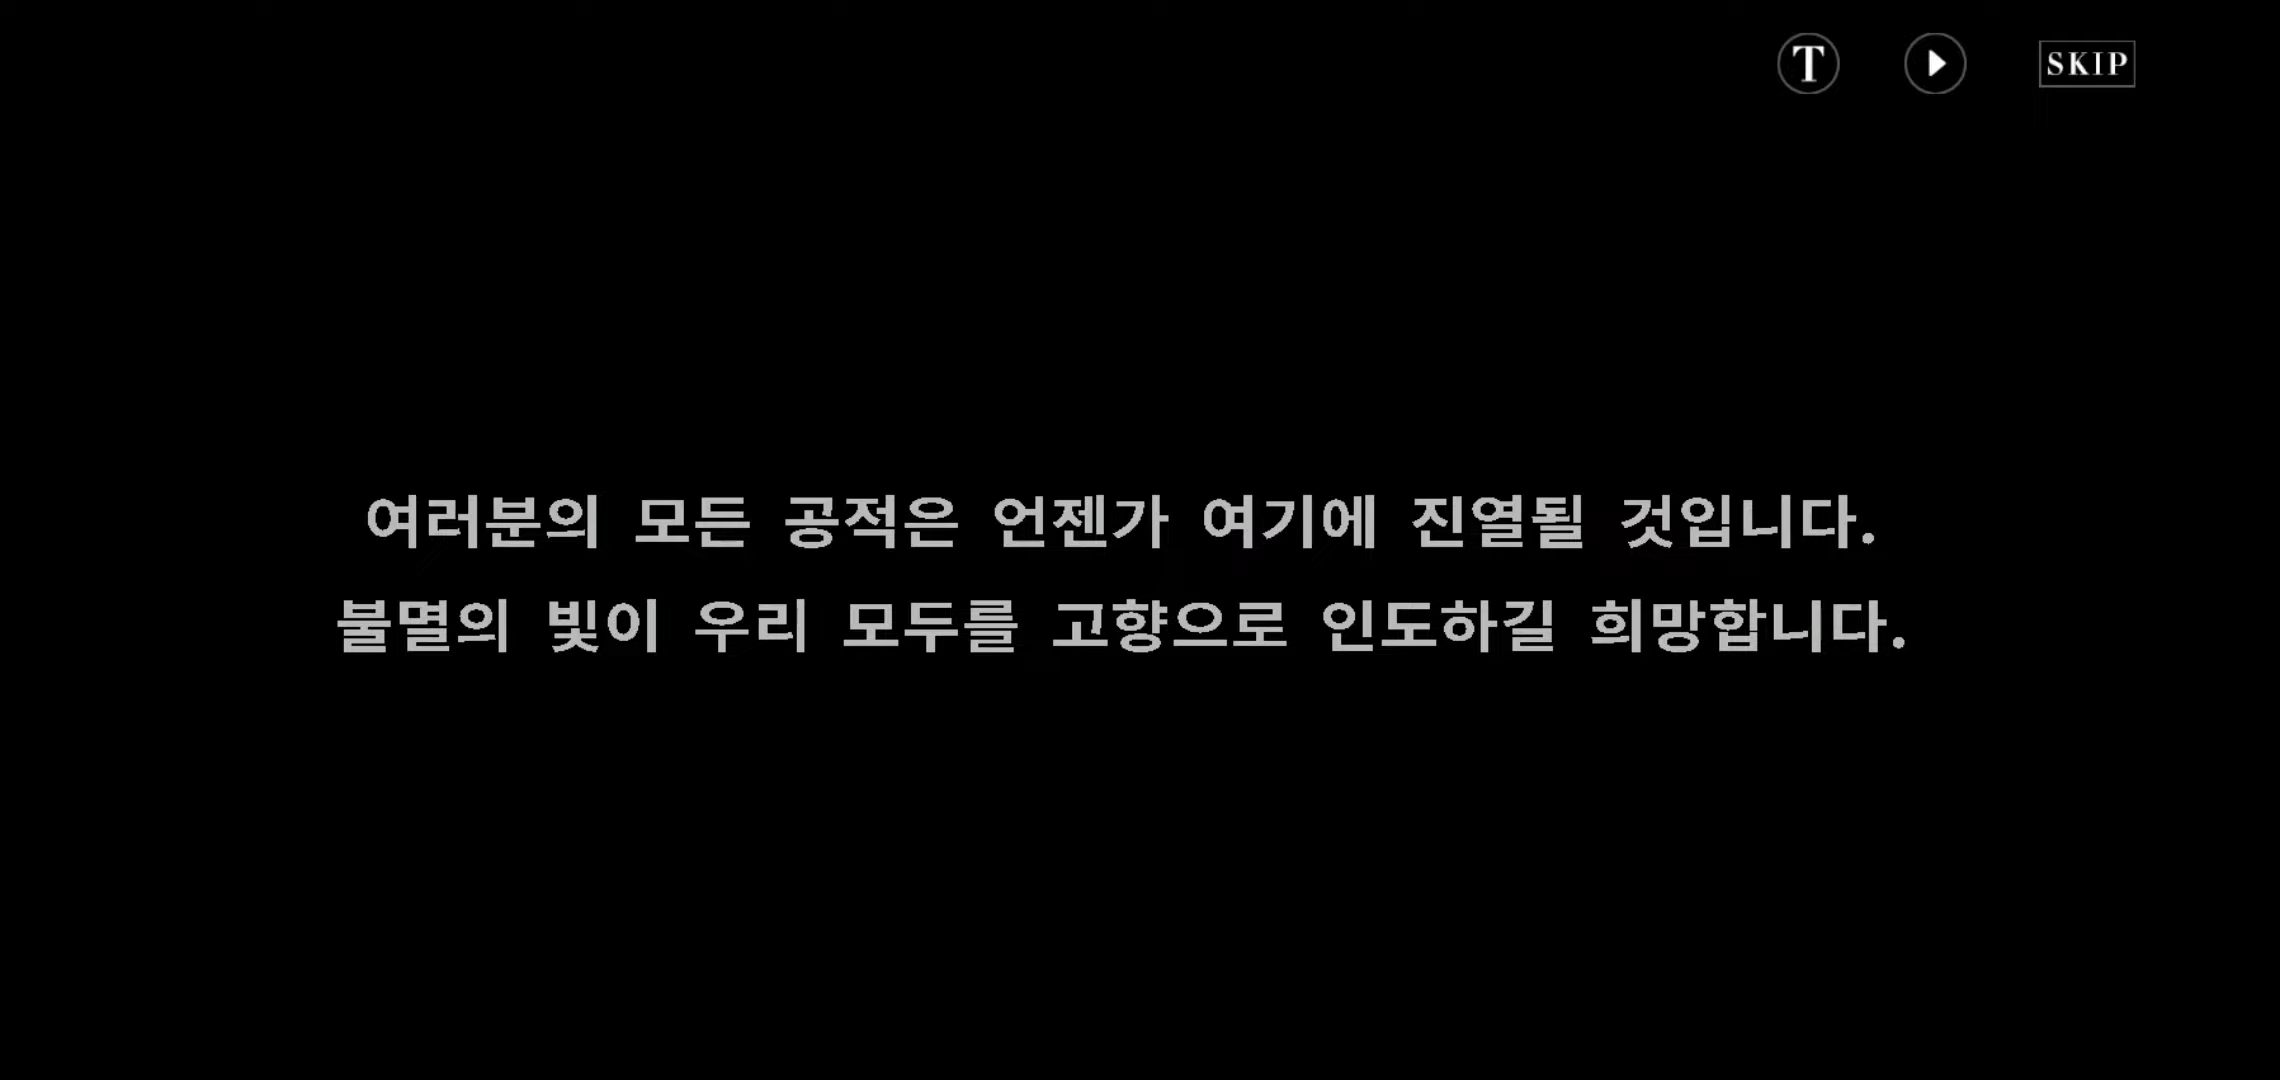 T
SKIP
여러분의 모든 공적은 언젠가 여기에 진열될 것입니다.
불멸의 빛이 우리 모두를 고향으로 인도하길 희망합니다.